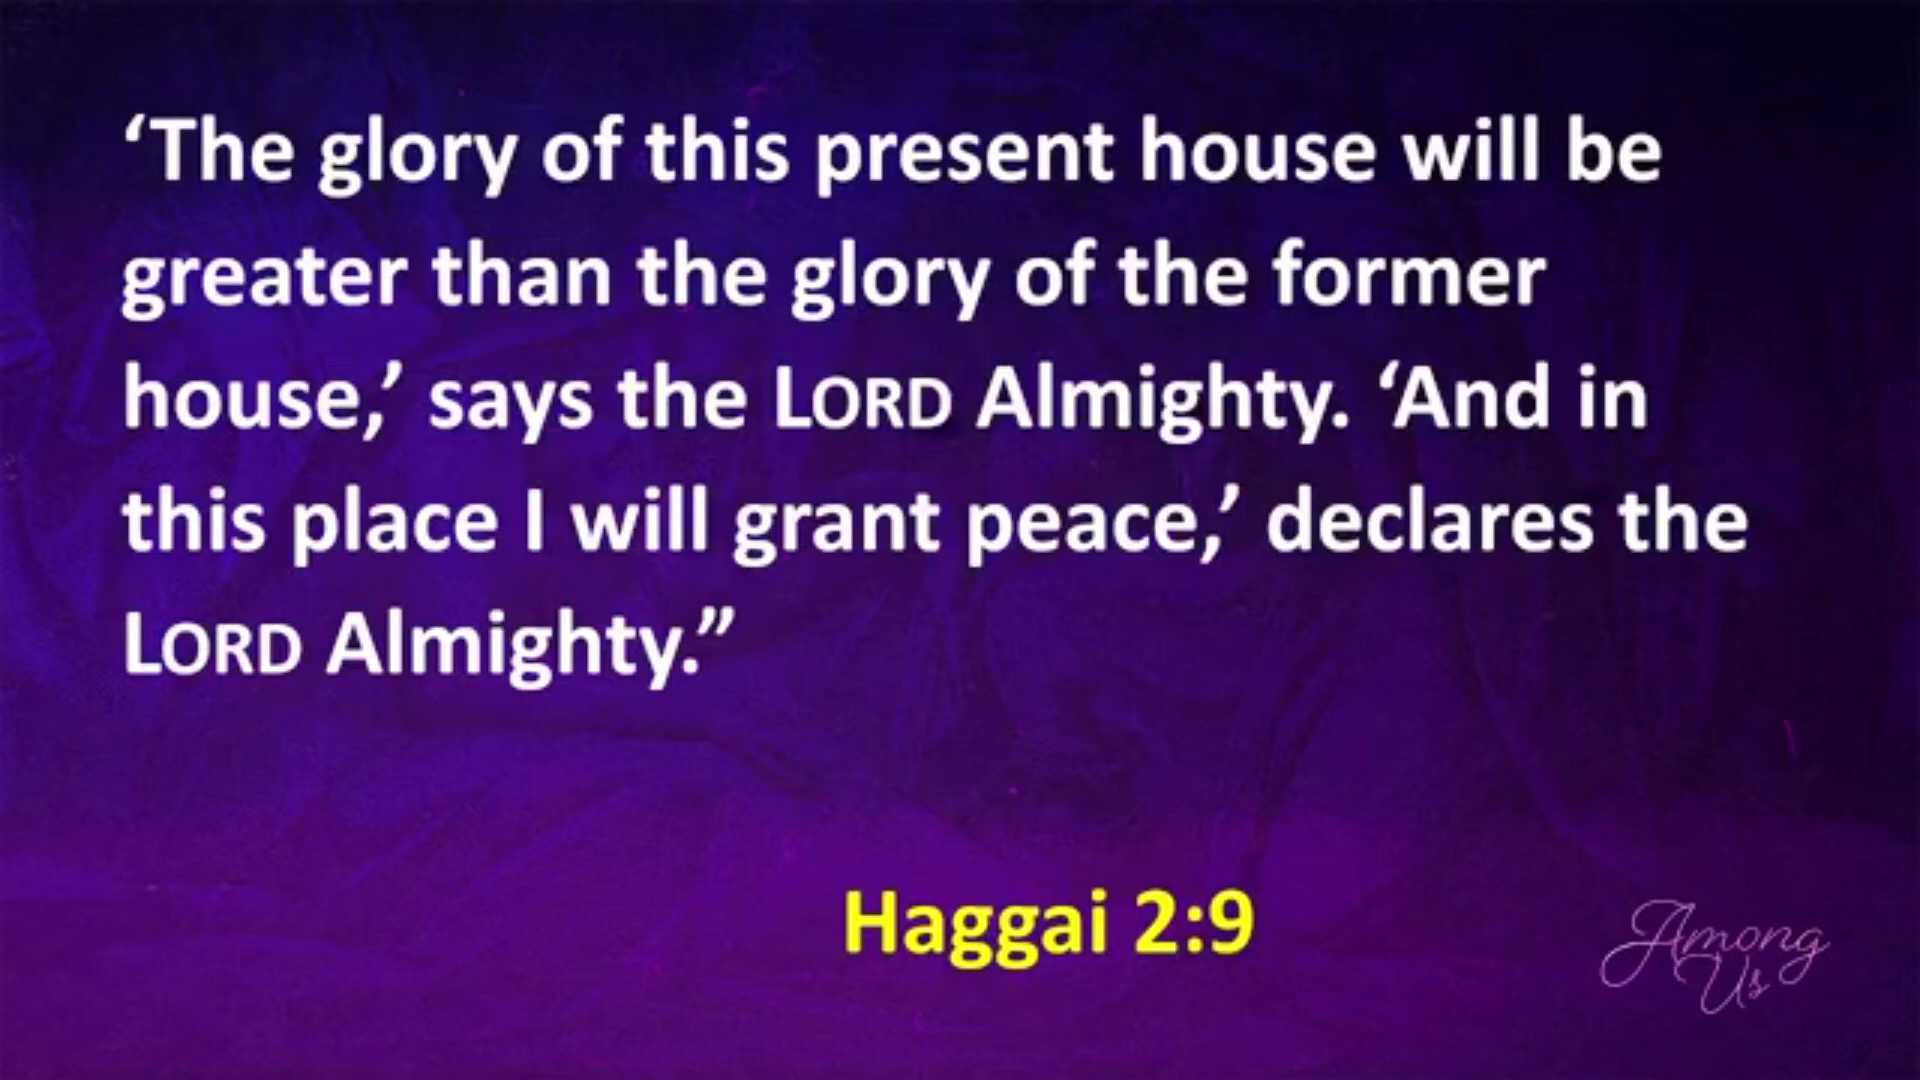 ‘The glory of this present house will be
greater than the glory of the former
house,’ says the LORD Almighty. ‘And in
this place I will grant peace,’ declares the
LORD Almighty.”
Haggai 2:9
Among
Us